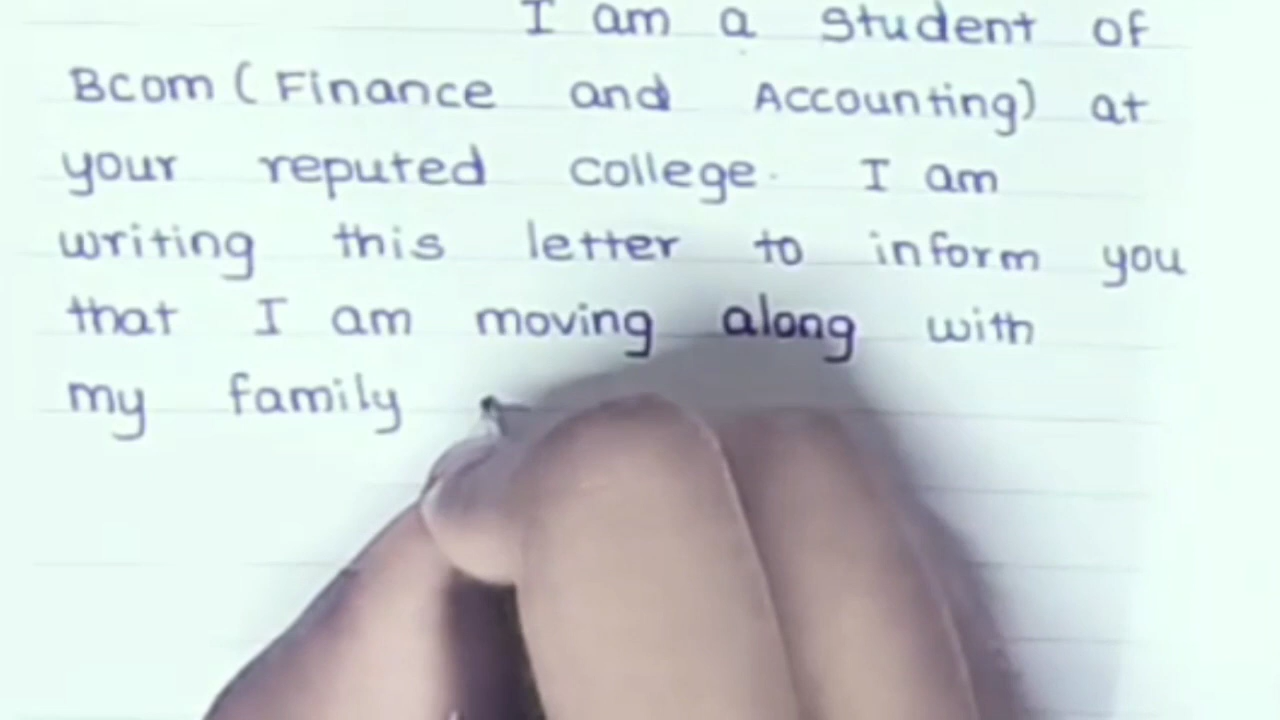 I am a student of
Bcom (Finance and Accounting) at
your reputed college. I am
writing this letter to inform you
that I am moving along with
my family